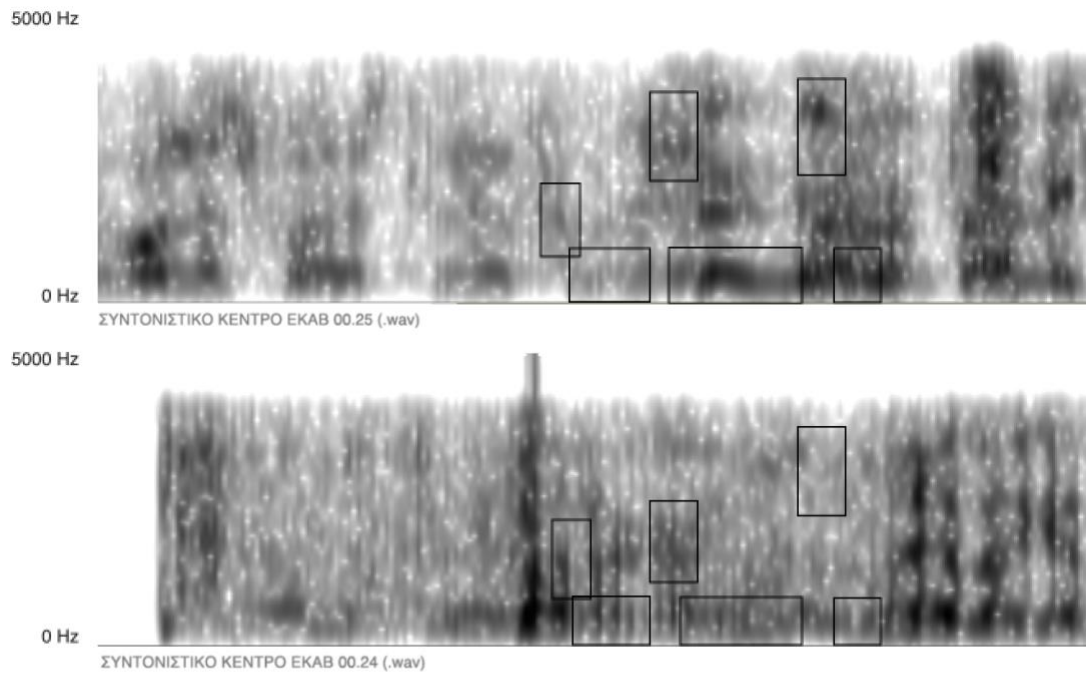 5000 Hz
0 Hz
ΣΥΝΤΟΝΙΣΤΙΚΟ ΚΕΝΤΡΟ ΕΚΑΒ 00.25 (.wav)
5000 Hz
0 Hz
ΣΥΝΤΟΝΙΣΤΙΚΟ ΚΕΝΤΡΟ ΕΚΑΒ 00.24 (.wav)